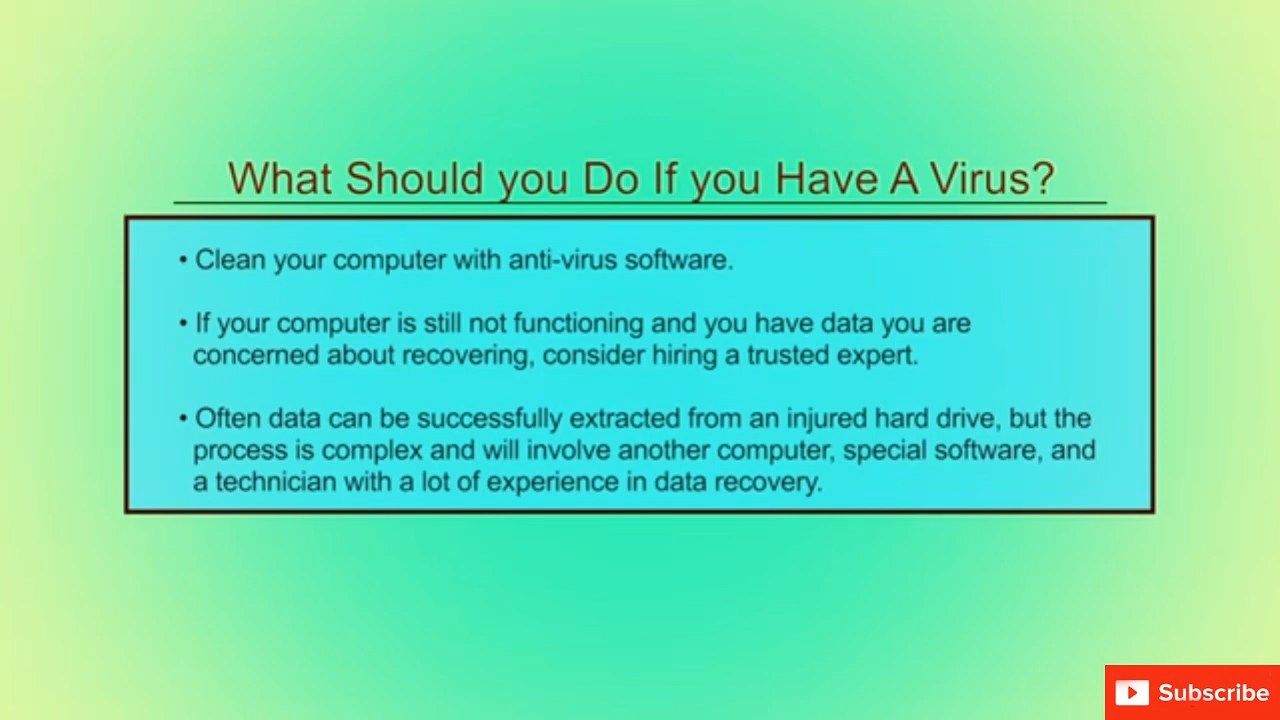 What Should you Do If you Have A Virus?
• Clean your computer with anti-virus software.
• If your computer is still not functioning and you have data you are
concerned about recovering, consider hiring a trusted expert.
• Often data can be successfully extracted from an injured hard drive, but the
process is complex and will involve another computer, special software, and
a technician with a lot of experience in data recovery.
Subscribe